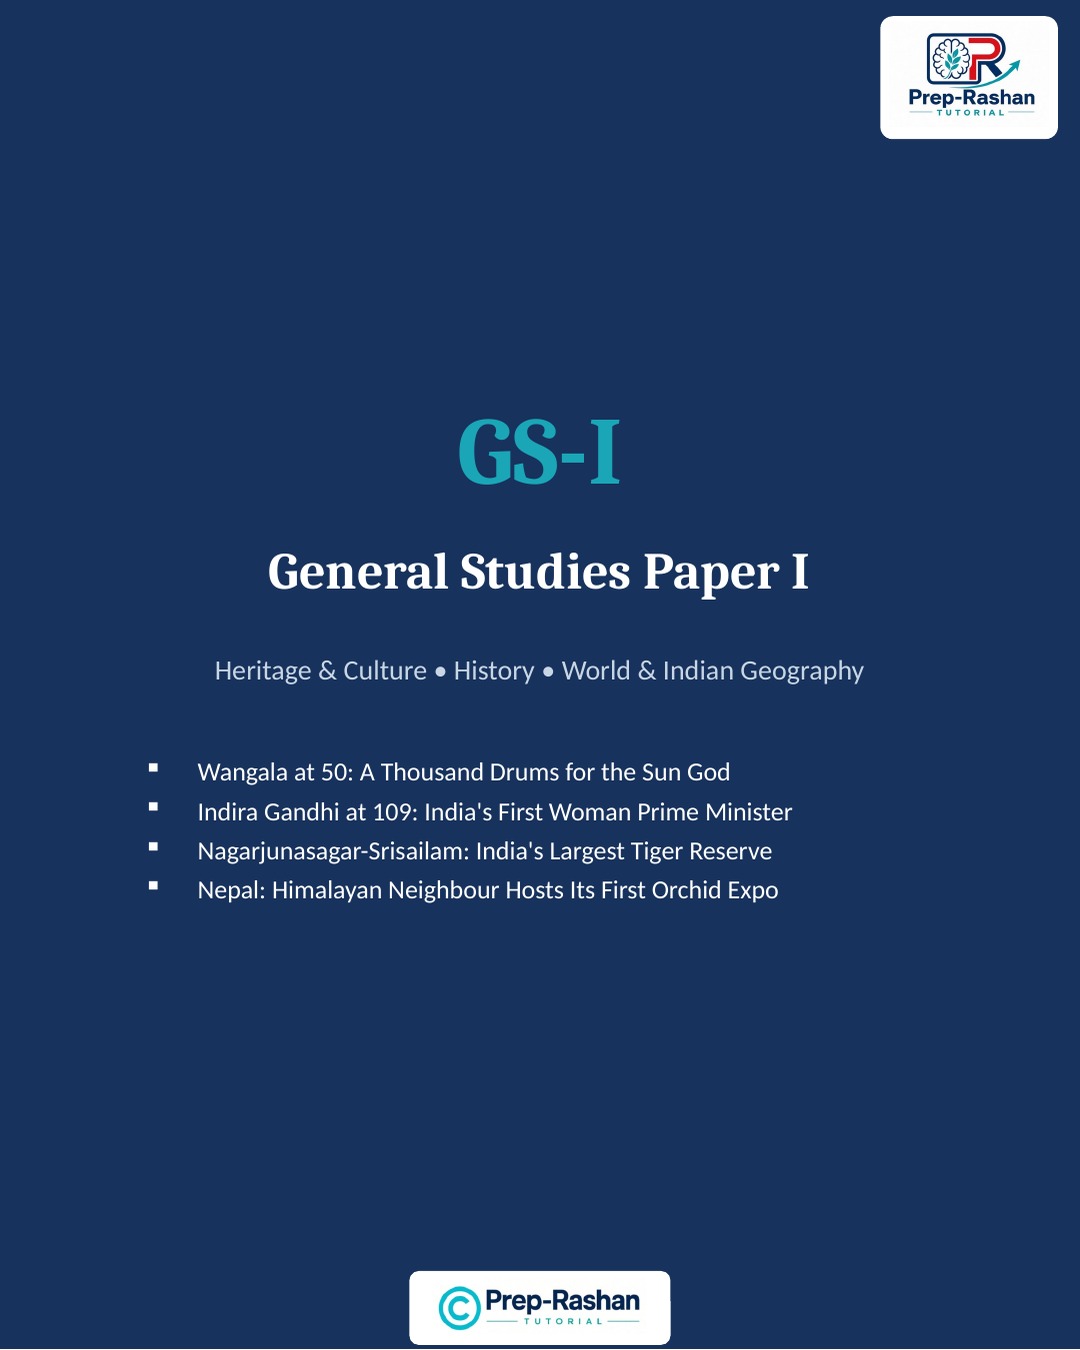 Prep-Rashan
TUTORIAL
GS-I
General Studies Paper I
Heritage & Culture • History • World & Indian Geography
▪ Wangala at 50: A Thousand Drums for the Sun God
▪ Indira Gandhi at 109: India's First Woman Prime Minister
▪ Nagarjunasagar-Srisailam: India's Largest Tiger Reserve
▪ Nepal: Himalayan Neighbour Hosts Its First Orchid Expo
© Prep-Rashan
TUTORIAL